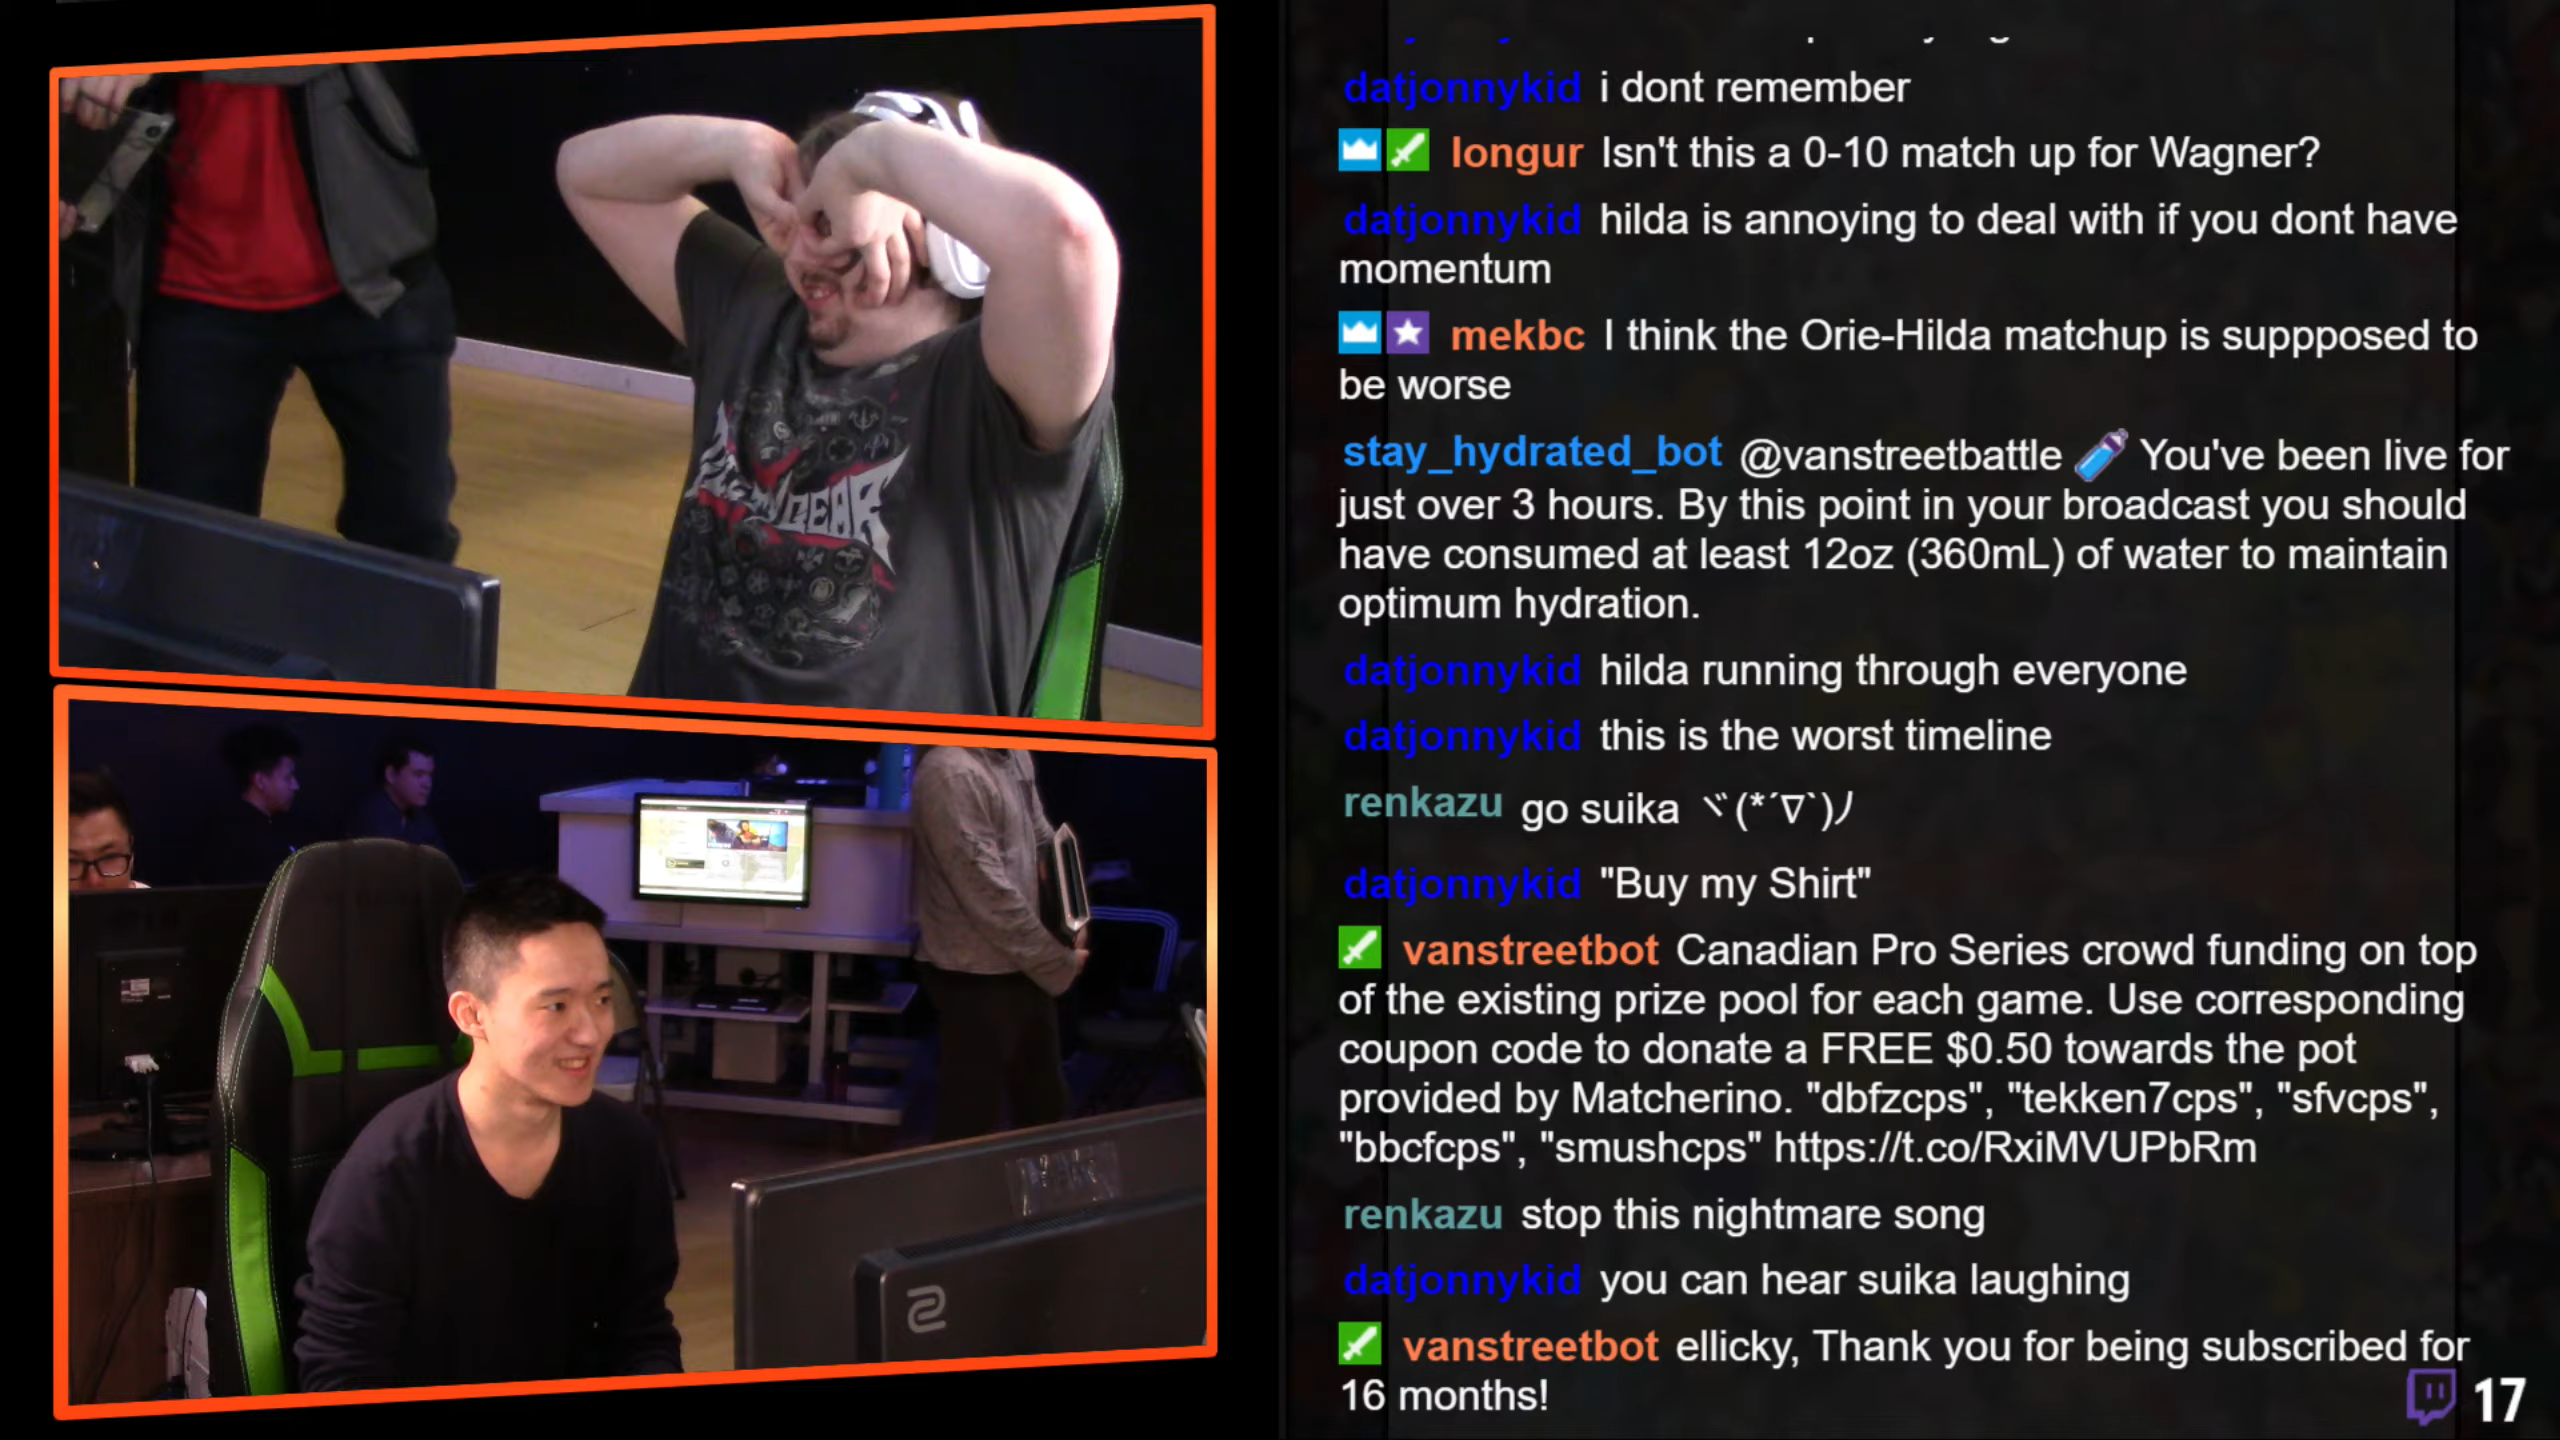 datjonnykid i dont remember
longur Isn't this a 0-10 match up for Wagner?
datjonnykid hilda is annoying to deal with if you dont have
momentum
mekbc I think the Orie-Hilda matchup is suppposed to
be worse
stay_hydrated_bot @vanstreetbattle You've been live for
just over 3 hours. By this point in your broadcast you should
have consumed at least 12oz (360mL) of water to maintain
optimum hydration.
datjonnykid hilda running through everyone
datjonnykid this is the worst timeline
renkazu go suika ヾ(*´∇`)ﾉ
datjonnykid "Buy my Shirt"
vanstreetbot Canadian Pro Series crowd funding on top
of the existing prize pool for each game. Use corresponding
coupon code to donate a FREE $0.50 towards the pot
provided by Matcherino. "dbfzcps", "tekken7cps", "sfvcps",
"bbcfcps", "smushcps" https://t.co/RxiMVUPbRm
renkazu stop this nightmare song
datjonnykid you can hear suika laughing
vanstreetbot ellicky, Thank you for being subscribed for
16 months!
17